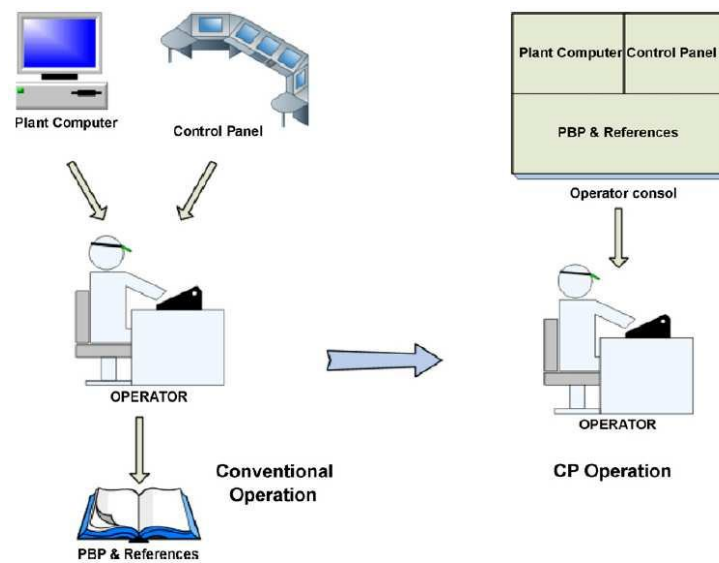 Plant Computer
Control Panel
OPERATOR
PBP & References
Conventional
Operation
Plant Computer
Control Panel
PBP & References
Operator consol
OPERATOR
CP Operation